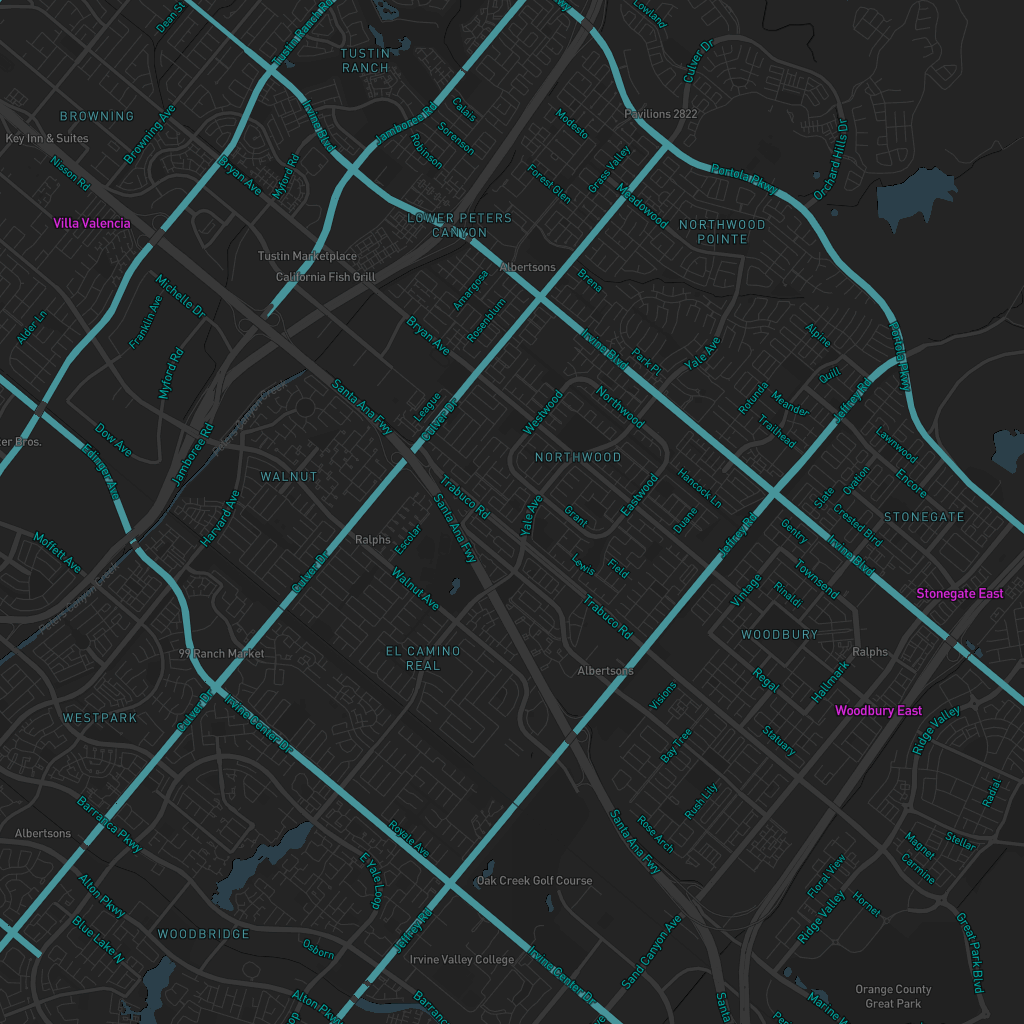 Dean St
Tustin Ranch Rd
Lowland
Culver Dr
TUSTIN
RANCH
BROWNING
Key Inn & Suites
Browning Ave
Irvine Blvd
Jamboree Rd
Calais
Sorenson
Robinson
Modesto
Pavilions 2822
Orchard Hills Dr
Nisson Rd
Bryan Ave
Myford Rd
Forest Glen
Grass Valley
Meadowood
Portola Pkwy
Villa Valencia
LOWER PETERS
CANYON
NORTHWOOD
POINTE
Tustin Marketplace
California Fish Grill
Albertsons
Michelle Dr
Amargosa
Rosenblum
Brena
Franklin Ave
Alder Ln
Bryan Ave
Irvine Blvd
Park Pl
Yale Ave
Alpine
Portola Pkwy
Myford Rd
Peters Canyon Creek
Santa Ana Fwy
League
Culver Dr
Westwood
Northwood
Rotunda
Meander
Quill
Jeffrey Rd
Trailhead
ter Bros.
Dow Ave
Edinger Ave
Jamboree Rd
WALNUT
NORTHWOOD
Lawnwood
Encore
Harvard Ave
Trabuco Rd
Santa Ana Fwy
Yale Ave
Grant
Eastwood
Hancock Ln
Duane
Slate
Ovation
Crested Bird
STONEGATE
Moffett Ave
Ralphs
Escolar
Jeffrey Rd
Gentry
Irvine Blvd
Culver Dr
Walnut Ave
Lewis
Field
Vintage
Townsend
Rinaldi
Stonegate East
Peters Canyon Creek
Trabuco Rd
WOODBURY
99 Ranch Market
EL CAMINO
REAL
Albertsons
Ralphs
Regal
Hallmark
Visions
WESTPARK
Culver Dr
Irvine Center Dr
Woodbury East
Ridge Valley
Bay Tree
Statuary
Rush Lily
Radial
Barranca Pkwy
Albertsons
Royale Ave
Santa Ana Fwy
Rose Arch
Magnet
Stellar
Carmine
E Yale Loop
Oak Creek Golf Course
Floral View
Alton Pkwy
Jeffrey Rd
Hornet
Ridge Valley
Blue Lake N
WOODBRIDGE
Osborn
Irvine Valley College
Irvine Center Dr
Sand Canyon Ave
Great Park Blvd
Orange County
Great Park
Alton Pkwy
Barranc
Santa
Marine